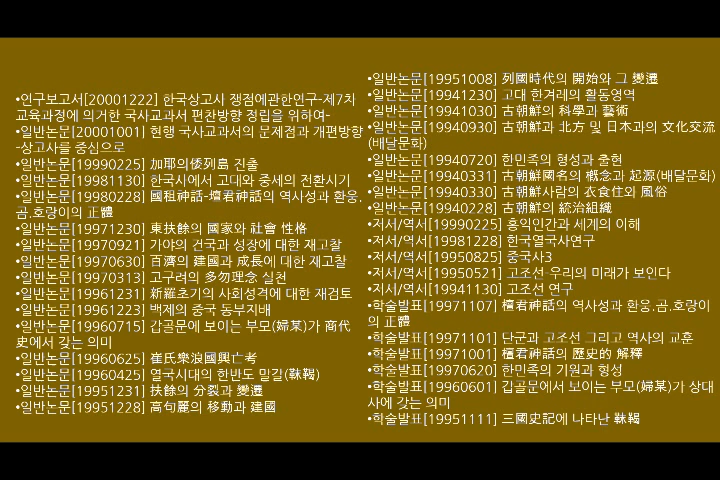 •연구보고서[20001222] 한국상고사 쟁점에관한연구-제7차
교육과정에 의거한 국사교과서 편찬방향 정립을 위하여-
•일반논문[20001001] 현행 국사교과서의 문제점과 개편방향
-상고사를 중심으로
•일반논문[19990225] 加耶의倭列島 진출
•일반논문[19981130] 한국사에서 고대와 중세의 전환시기
•일반논문[19980228] 國租神話-壇君神話의 역사성과 환웅.
곰.호랑이의 正體
•일반논문[19971230] 東扶餘의 國家와 社會 性格
•일반논문[19970921] 가야의 건국과 성장에 대한 재고찰
•일반논문[19970630] 百濟의 建國과 成長에 대한 재고찰
•일반논문[19970313] 고구려의 多勿理念 실천
•일반논문[19961231] 新羅초기의 사회성격에 대한 재검토
•일반논문[19961223] 백제의 중국 동부지배
•일반논문[19960715] 갑골문에 보이는 부모(婦某)가 商代
史에서 갖는 의미
•일반논문[19960625] 崔氏樂浪國興亡考
•일반논문[19960425] 열국시대의 한반도 말갈(靺鞨)
•일반논문[19951231] 扶餘의 分裂과 變遷
•일반논문[19951228] 高句麗의 移動과 建國
•일반논문[19951008] 列國時代의 開始와 그 變遷
•일반논문[19941230] 고대 한겨레의 활동영역
•일반논문[19941030] 古朝鮮의 科學과 藝術
•일반논문[19940930] 古朝鮮과 北方 및 日本과의 文化交流
(배달문화)
•일반논문[19940720] 한민족의 형성과 출현
•일반논문[19940331] 古朝鮮國名의 槪念과 起源(배달문화)
•일반논문[19940330] 古朝鮮사람의 衣食住와 風俗
•일반논문[19940228] 古朝鮮의 統治組織
•저서/역서[19990225] 홍익인간과 세계의 이해
•저서/역서[19981228] 한국열국사연구
•저서/역서[19950825] 중국사3
•저서/역서[19950521] 고조선-우리의 미래가 보인다
•저서/역서[19941130] 고조선 연구
•학술발표[19971107] 檀君神話의 역사성과 환웅.곰.호랑이
의 正體
•학술발표[19971101] 단군과 고조선 그리고 역사의 교훈
•학술발표[19971001] 檀君神話의 歷史的 解釋
•학술발표[19970620] 한민족의 기원과 형성
•학술발표[19960601] 갑골문에서 보이는 부모(婦某)가 상대
사에 갖는 의미
•학술발표[19951111] 三國史記에 나타난 靺鞨